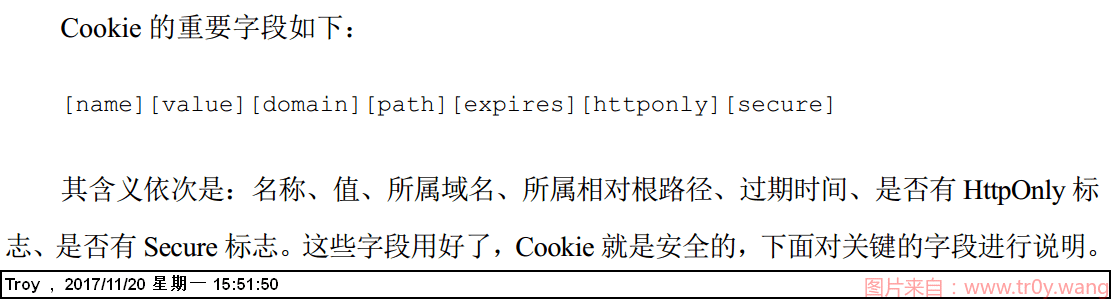 Cookie 的重要字段如下：
[name][value][domain][path][expires][httponly][secure]
其含义依次是：名称、值、所属域名、所属相对根路径、过期时间、是否有 HttpOnly 标
志、是否有 Secure 标志。这些字段用好了，Cookie 就是安全的，下面对关键的字段进行说明。
Troy , 2017/11/20 星期一 15:51:50
图片来自：www.tr0y.wang